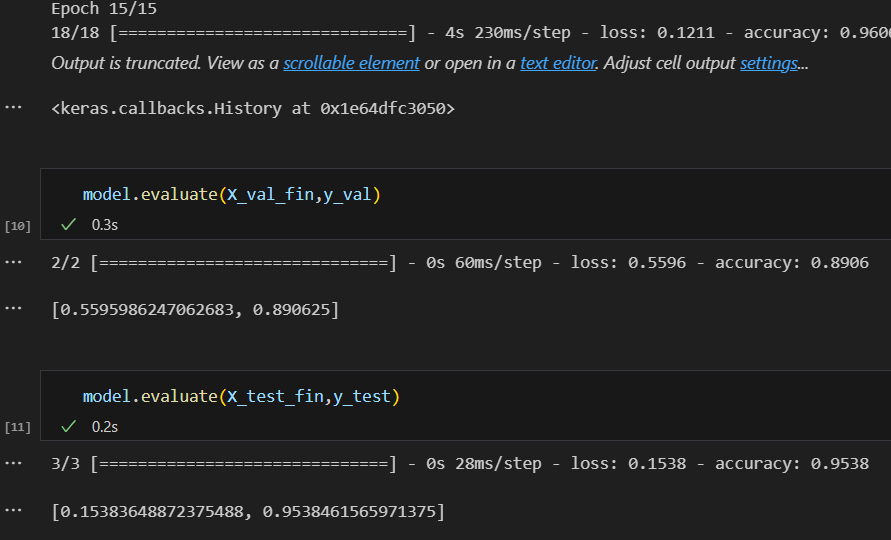 Epoch 15/15
18/18 [==============================] - 4s 230ms/step - loss: 0.1211 - accuracy: 0.960
Output is truncated. View as a scrollable element or open in a text editor. Adjust cell output settings...
... <keras.callbacks.History at 0x1e64dfc3050>
model.evaluate(X_val_fin,y_val)
[10] ✓ 0.3s
... 2/2 [==============================] - 0s 60ms/step - loss: 0.5596 - accuracy: 0.8906
... [0.5595986247062683, 0.890625]
model.evaluate(X_test_fin,y_test)
[11] ✓ 0.2s
... 3/3 [==============================] - 0s 28ms/step - loss: 0.1538 - accuracy: 0.9538
... [0.15383648872375488, 0.9538461565971375]